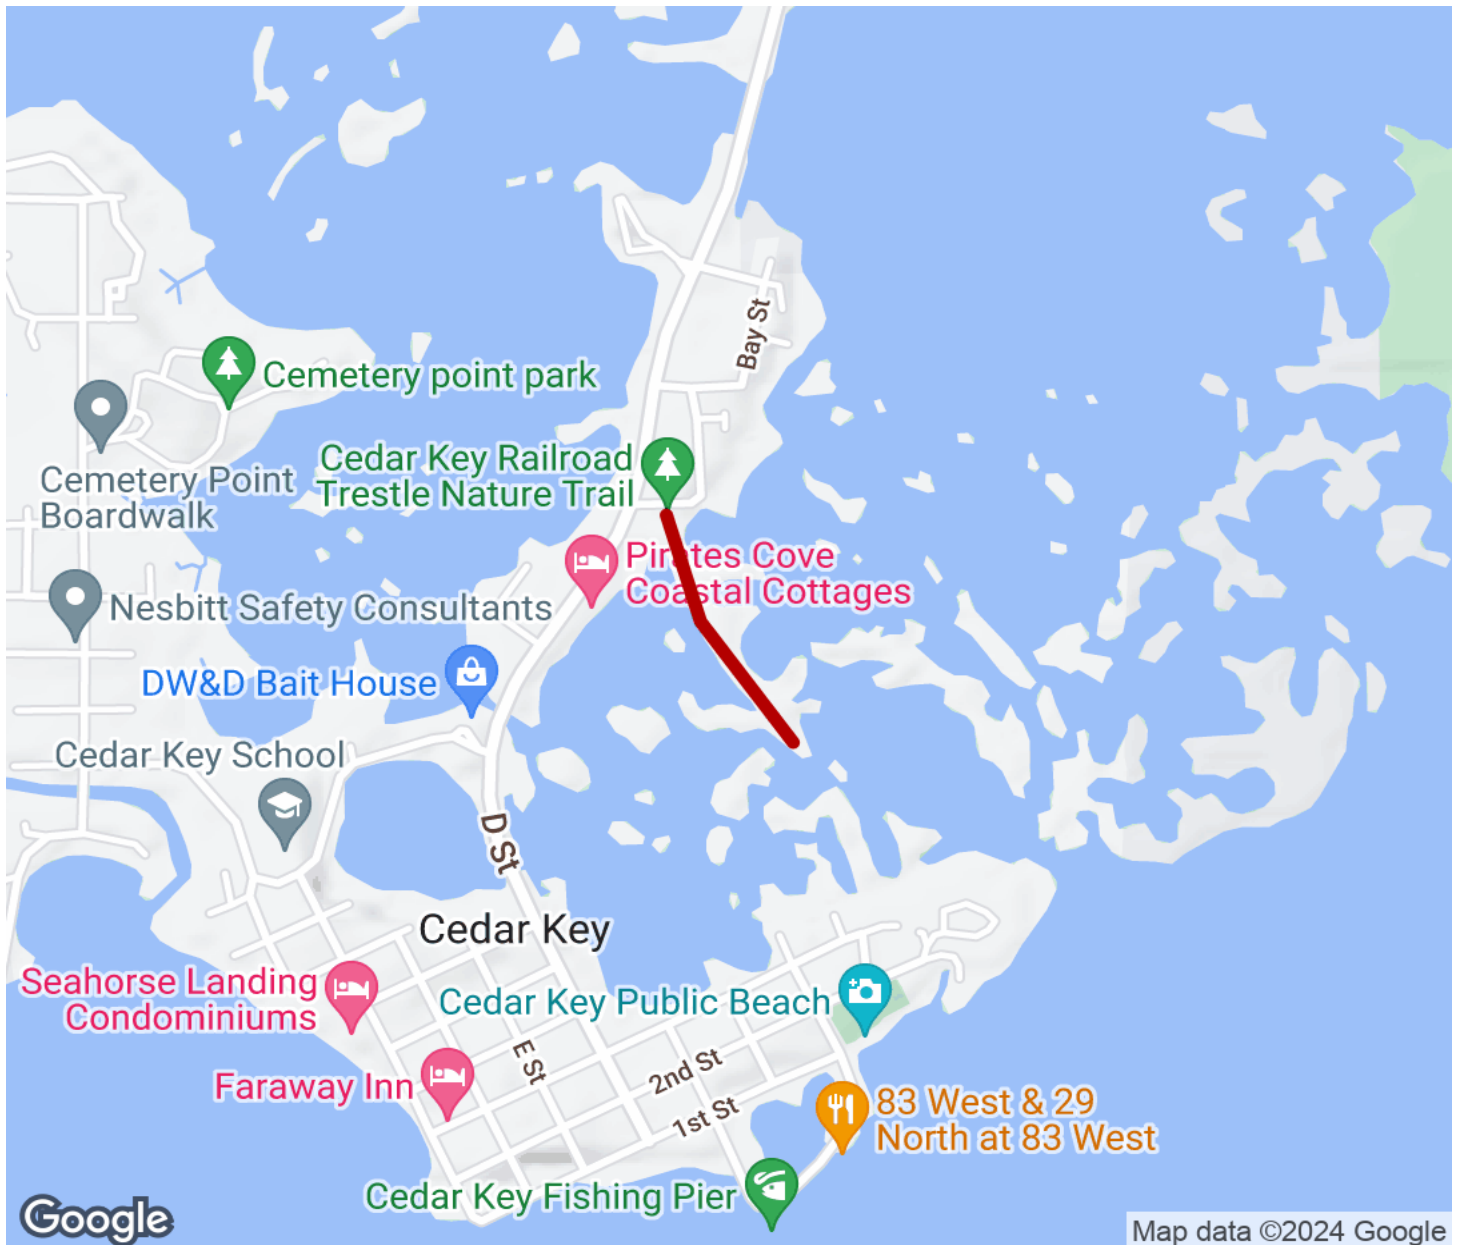 Bay St
Cemetery point park
Cedar Key Railroad
Trestle Nature Trail
Cemetery Point
Boardwalk
Pirates Cove
Coastal Cottages
Nesbitt Safety Consultants
DW&D Bait House
Cedar Key School
D St
Cedar Key
Seahorse Landing
Condominiums
Cedar Key Public Beach
E St
2nd St
Faraway Inn
1st St
83 West & 29
North at 83 West
Cedar Key Fishing Pier
Google
Map data ©2024 Google